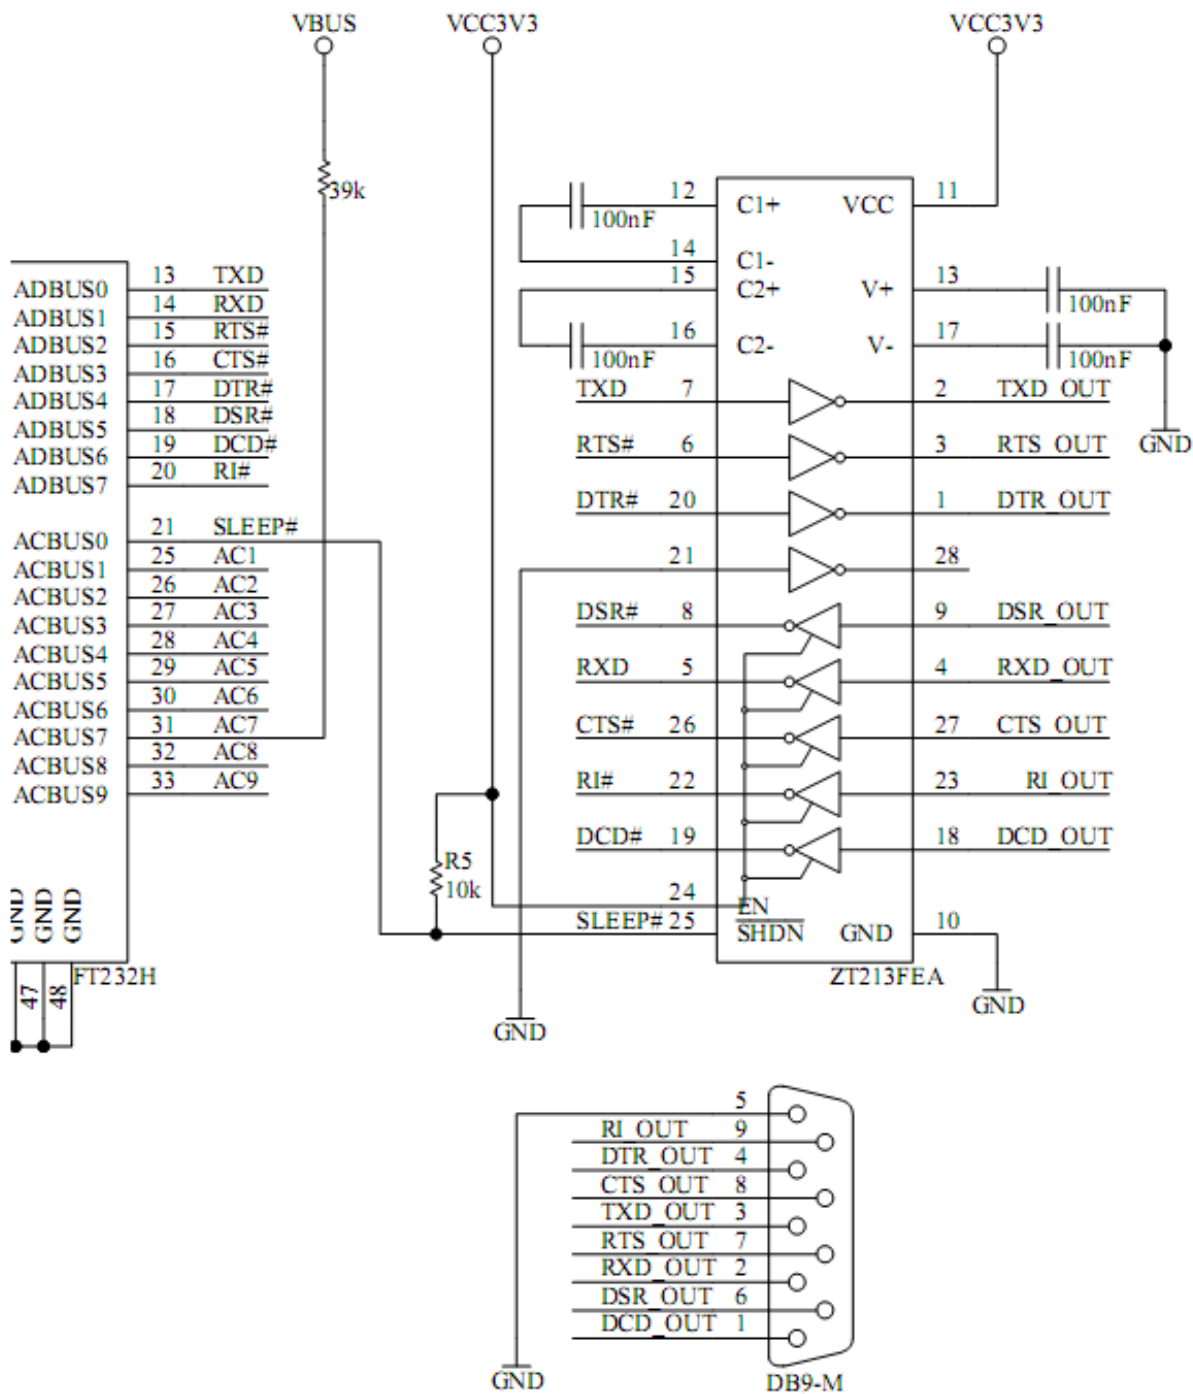 VBUS VCC3V3 VCC3V3
39k
12 C1+ VCC 11
100nF
14 C1-
15 C2+ V+ 13
100nF
16 C2- V- 17
100nF 100nF
GND
TXD 7 2 TXD_OUT
RTS# 6 3 RTS_OUT
DTR# 20 1 DTR_OUT
21 28
DSR# 8 9 DSR_OUT
RXD 5 4 RXD_OUT
CTS# 26 27 CTS_OUT
RI# 22 23 RI_OUT
DCD# 19 18 DCD_OUT
24 EN
SLEEP# 25 SHDN GND 10
ZT213FEA
GND
GND
ADBUS0 13 TXD
ADBUS1 14 RXD
ADBUS2 15 RTS#
ADBUS3 16 CTS#
ADBUS4 17 DTR#
ADBUS5 18 DSR#
ADBUS6 19 DCD#
ADBUS7 20 RI#
ACBUS0 21 SLEEP#
ACBUS1 25 AC1
ACBUS2 26 AC2
ACBUS3 27 AC3
ACBUS4 28 AC4
ACBUS5 29 AC5
ACBUS6 30 AC6
ACBUS7 31 AC7
ACBUS8 32 AC8
ACBUS9 33 AC9
R5
10k
GND GND GND
FT232H
47 48
5
RI_OUT 9
DTR_OUT 4
CTS_OUT 8
TXD_OUT 3
RTS_OUT 7
RXD_OUT 2
DSR_OUT 6
DCD_OUT 1
GND
DB9-M